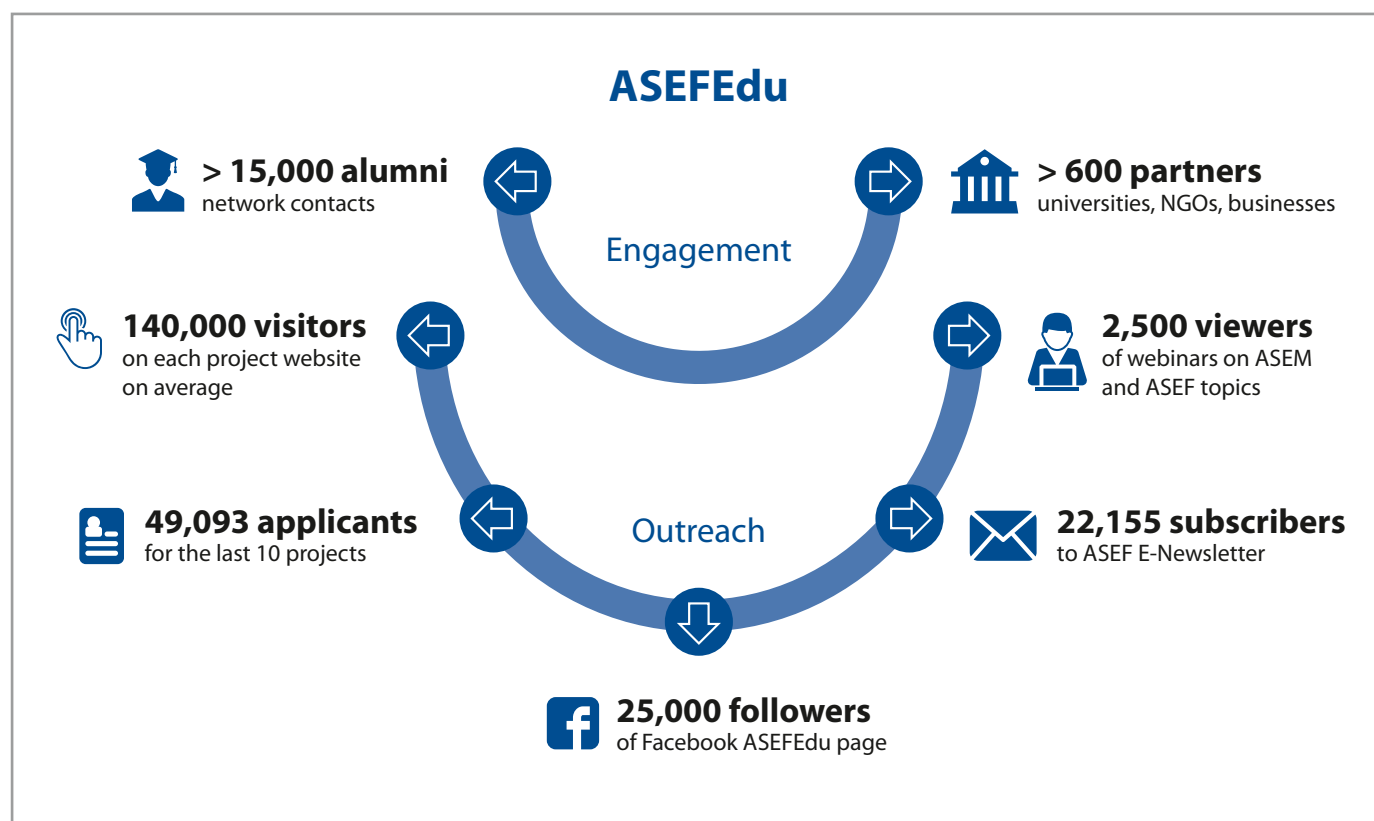 ASEFEdu
> 15,000 alumni
network contacts
> 600 partners
universities, NGOs, businesses
Engagement
140,000 visitors
on each project website
on average
2,500 viewers
of webinars on ASEM
and ASEF topics
49,093 applicants
for the last 10 projects
Outreach
22,155 subscribers
to ASEF E-Newsletter
25,000 followers
of Facebook ASEFEdu page